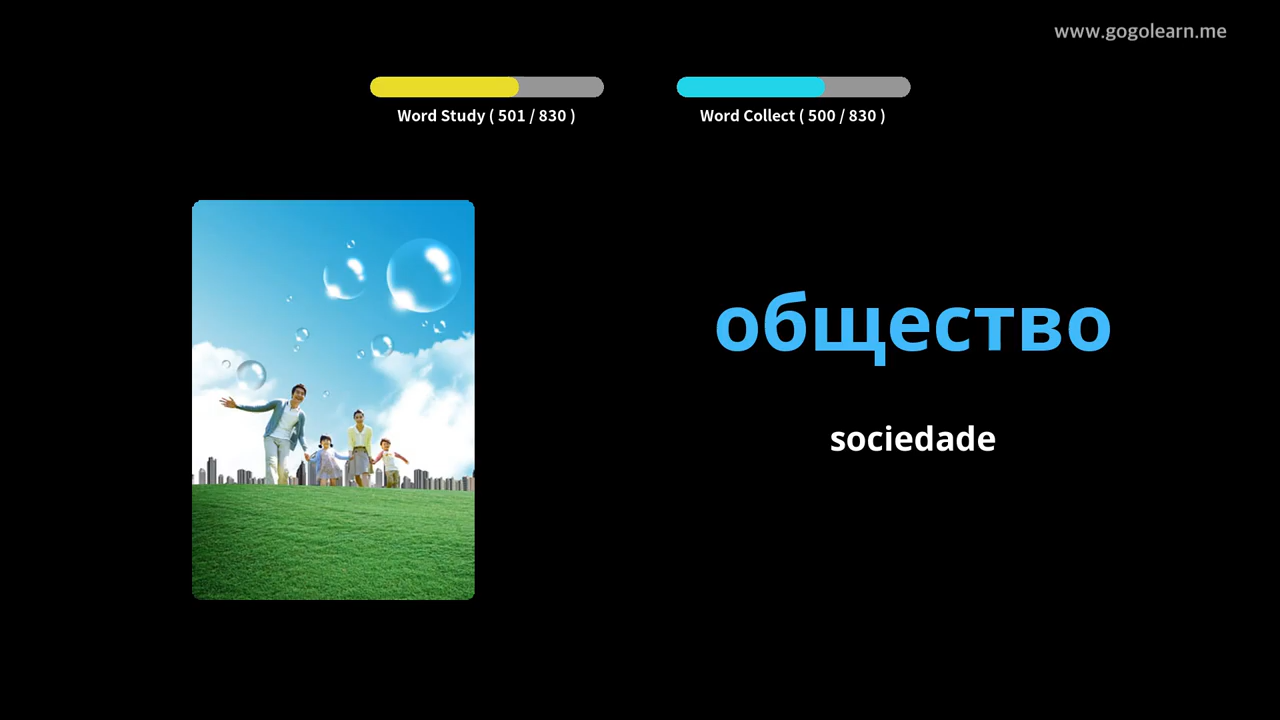 www.gogolearn.me
Word Study ( 501 / 830 )
Word Collect ( 500 / 830 )
общество
sociedade